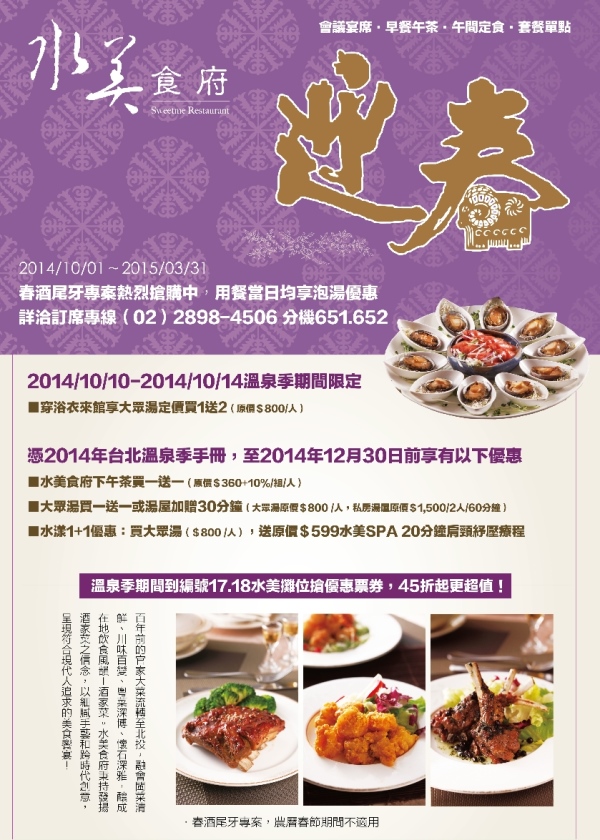 會議宴席・早餐午茶・午間定食・套餐單點
水美食府
Sweetme Restaurant
迎春
2014/10/01～2015/03/31
春酒尾牙專案熱烈搶購中，用餐當日均享泡湯優惠
詳洽訂席專線（02）2898-4506 分機651.652
2014/10/10-2014/10/14溫泉季期間限定
■穿浴衣來館享大眾湯定價買1送2（原價＄800/人）
憑2014年台北溫泉季手冊，至2014年12月30日前享有以下優惠
■水美食府下午茶買一送一（原價＄360+10%/組/人）
■大眾湯買一送一或湯屋加贈30分鐘（大眾湯原價＄800 /人，私房湯屋原價＄1,500/2人/60分鐘）
■水漾1+1優惠：買大眾湯（＄800 /人），送原價＄599水美SPA 20分鐘肩頸紓壓療程
溫泉季期間到編號17.18水美攤位搶優惠票券，45折起更超值！
百年前的官家大菜流轉至北投，融會閩菜清
鮮、川味百變、粵菜深博、懷石深雅，釀成
在地飲食風靡－酒家菜。水美食府秉持發揚
酒家菜之信念，以細膩手藝和跨時代創意，
呈現符合現代人追求的美食饗宴！
・春酒尾牙專案，農曆春節期間不適用